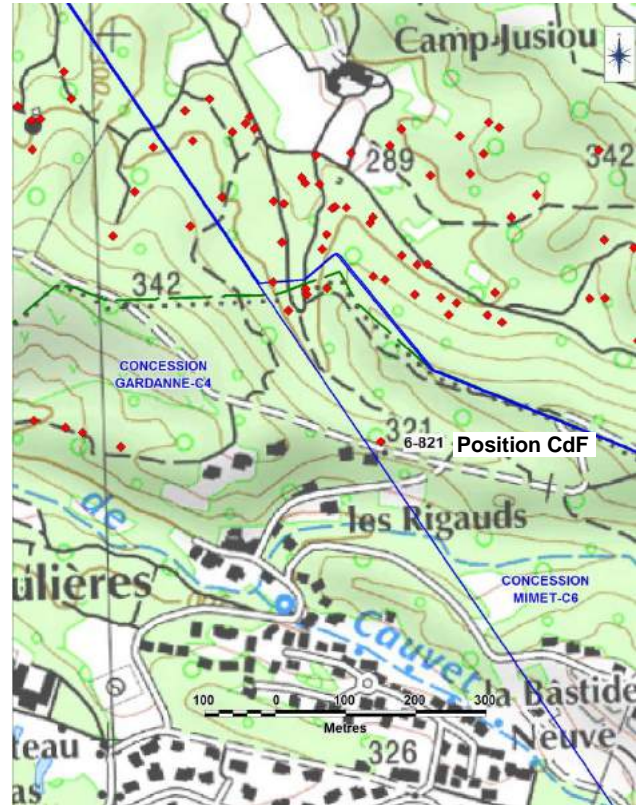 Camp-Jusiou
300
289
342
342
CONCESSION
GARDANNE-C4
321
6-821 Position CdF
les Rigauds
de
ulières
CONCESSION
MIMET-C6
Cauvet
la Bastide
Neuve
100 0 100 200 300
Metres
326
teau
as